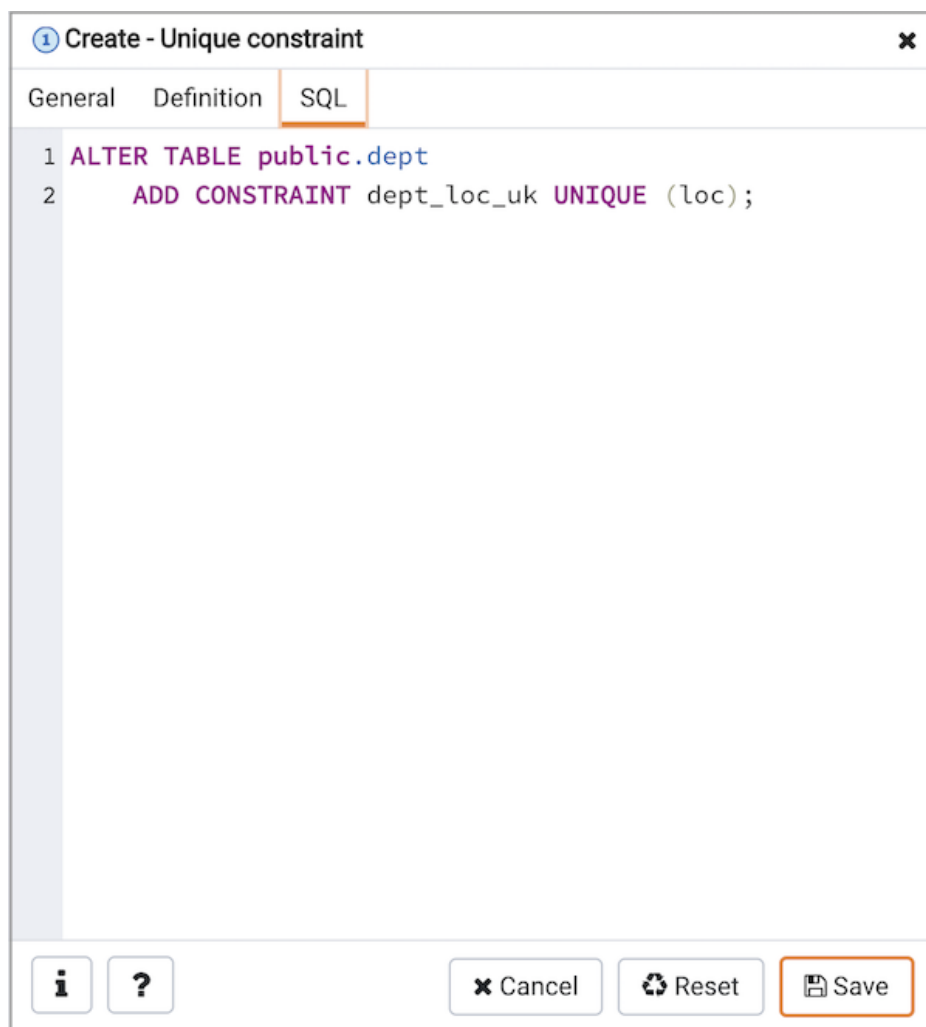 1 Create - Unique constraint
General Definition SQL
1 ALTER TABLE public.dept
2 ADD CONSTRAINT dept_loc_uk UNIQUE (loc);
i ? Cancel Reset Save